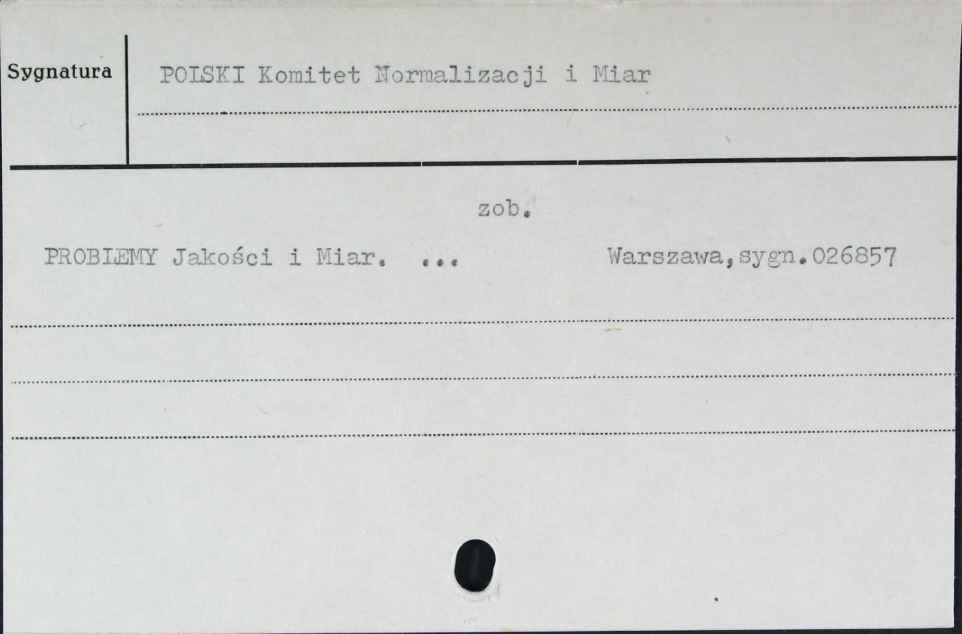 Sygnatura
POLSKI Komitet Normalizacji i Miar
zob.
PROBLEMY Jakości i Miar. ... Warszawa,sygn.026857